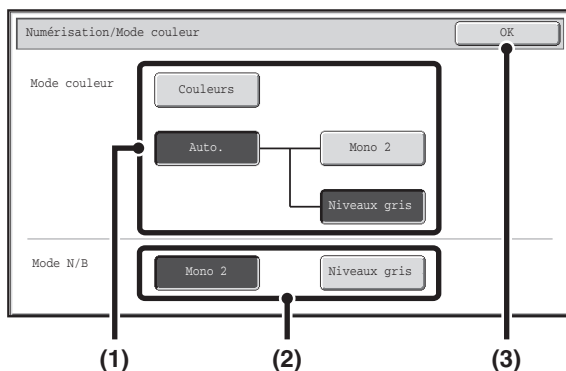 Numérisation/Mode couleur OK
Mode couleur Couleurs
Auto. Mono 2
Niveaux gris
Mode N/B Mono 2 Niveaux gris
(1) (2) (3)